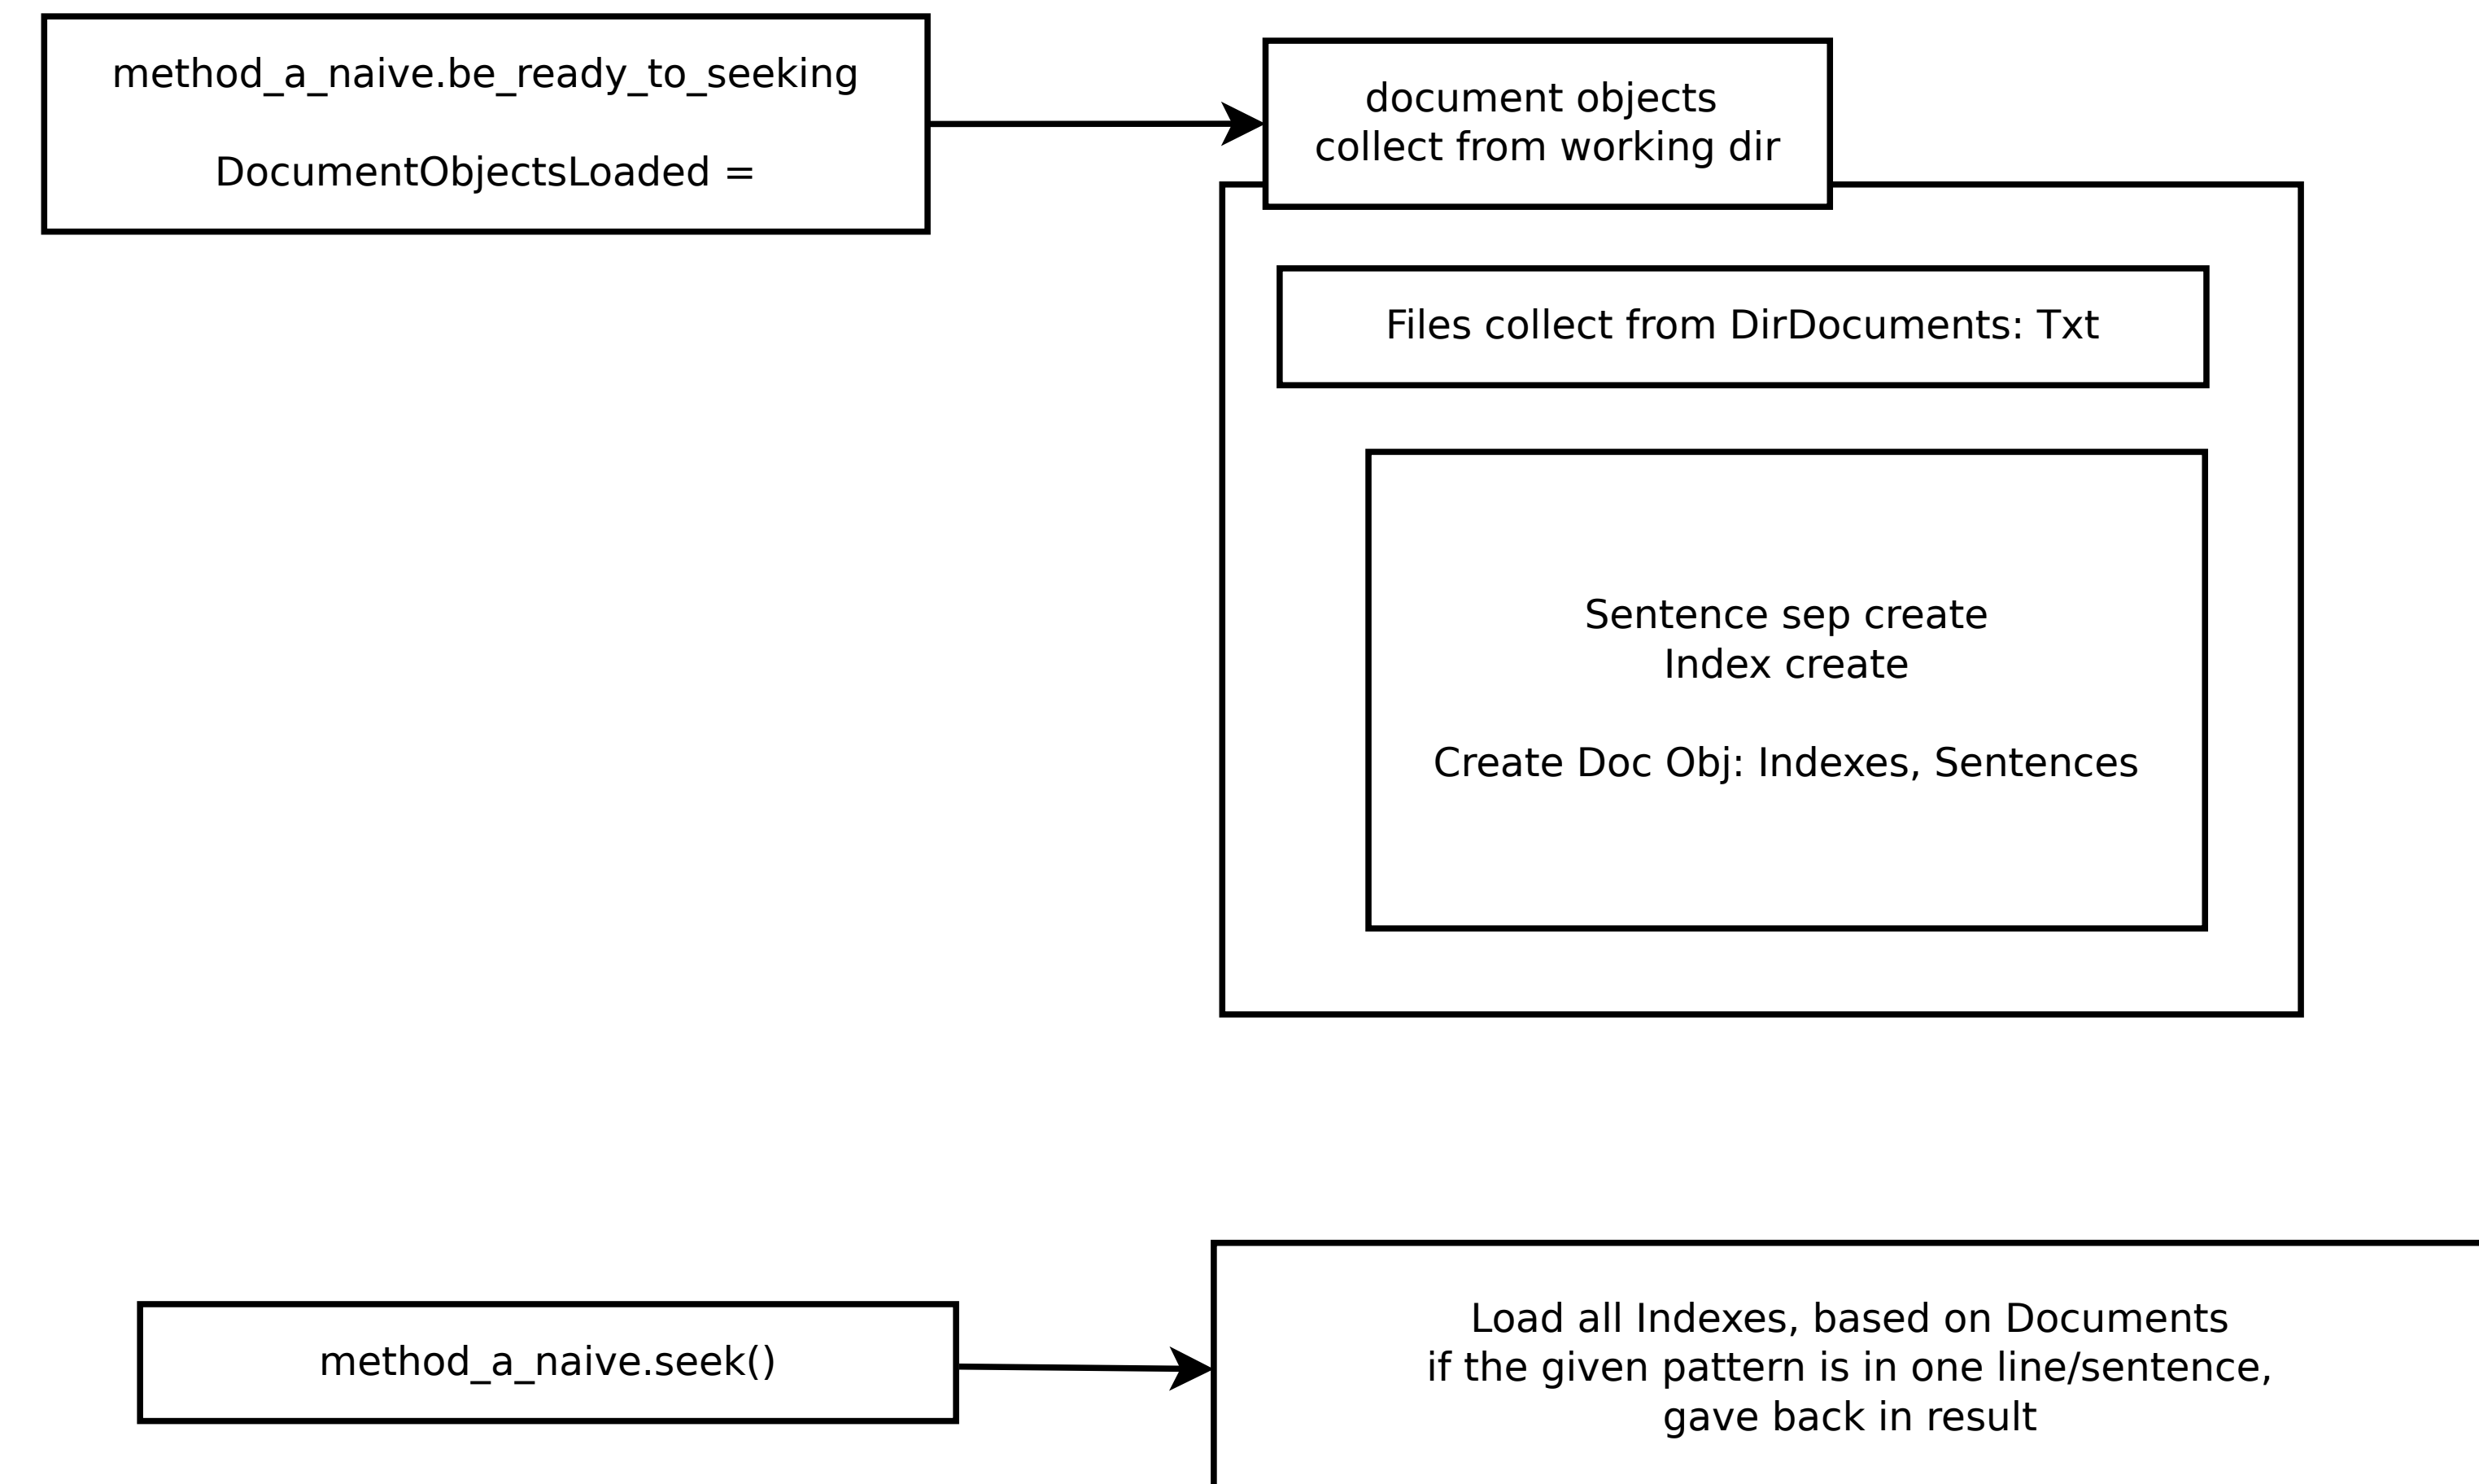 method_a_naive.be_ready_to_seeking
DocumentObjectsLoaded =
document objects
collect from working dir
Files collect from DirDocuments: Txt
Sentence sep create
Index create
Create Doc Obj: Indexes, Sentences
method_a_naive.seek()
Load all Indexes, based on Documents
if the given pattern is in one line/sentence,
gave back in result